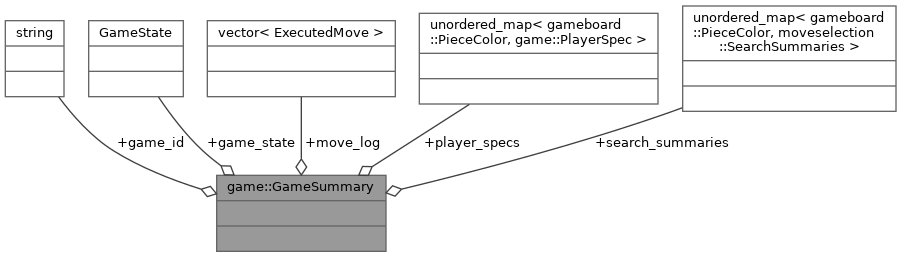 string
GameState
vector< ExecutedMove >
unordered_map< gameboard
::PieceColor, game::PlayerSpec >
unordered_map< gameboard
::PieceColor, moveselection
::SearchSummaries >
+game_id
+game_state
+move_log
+player_specs
+search_summaries
game::GameSummary